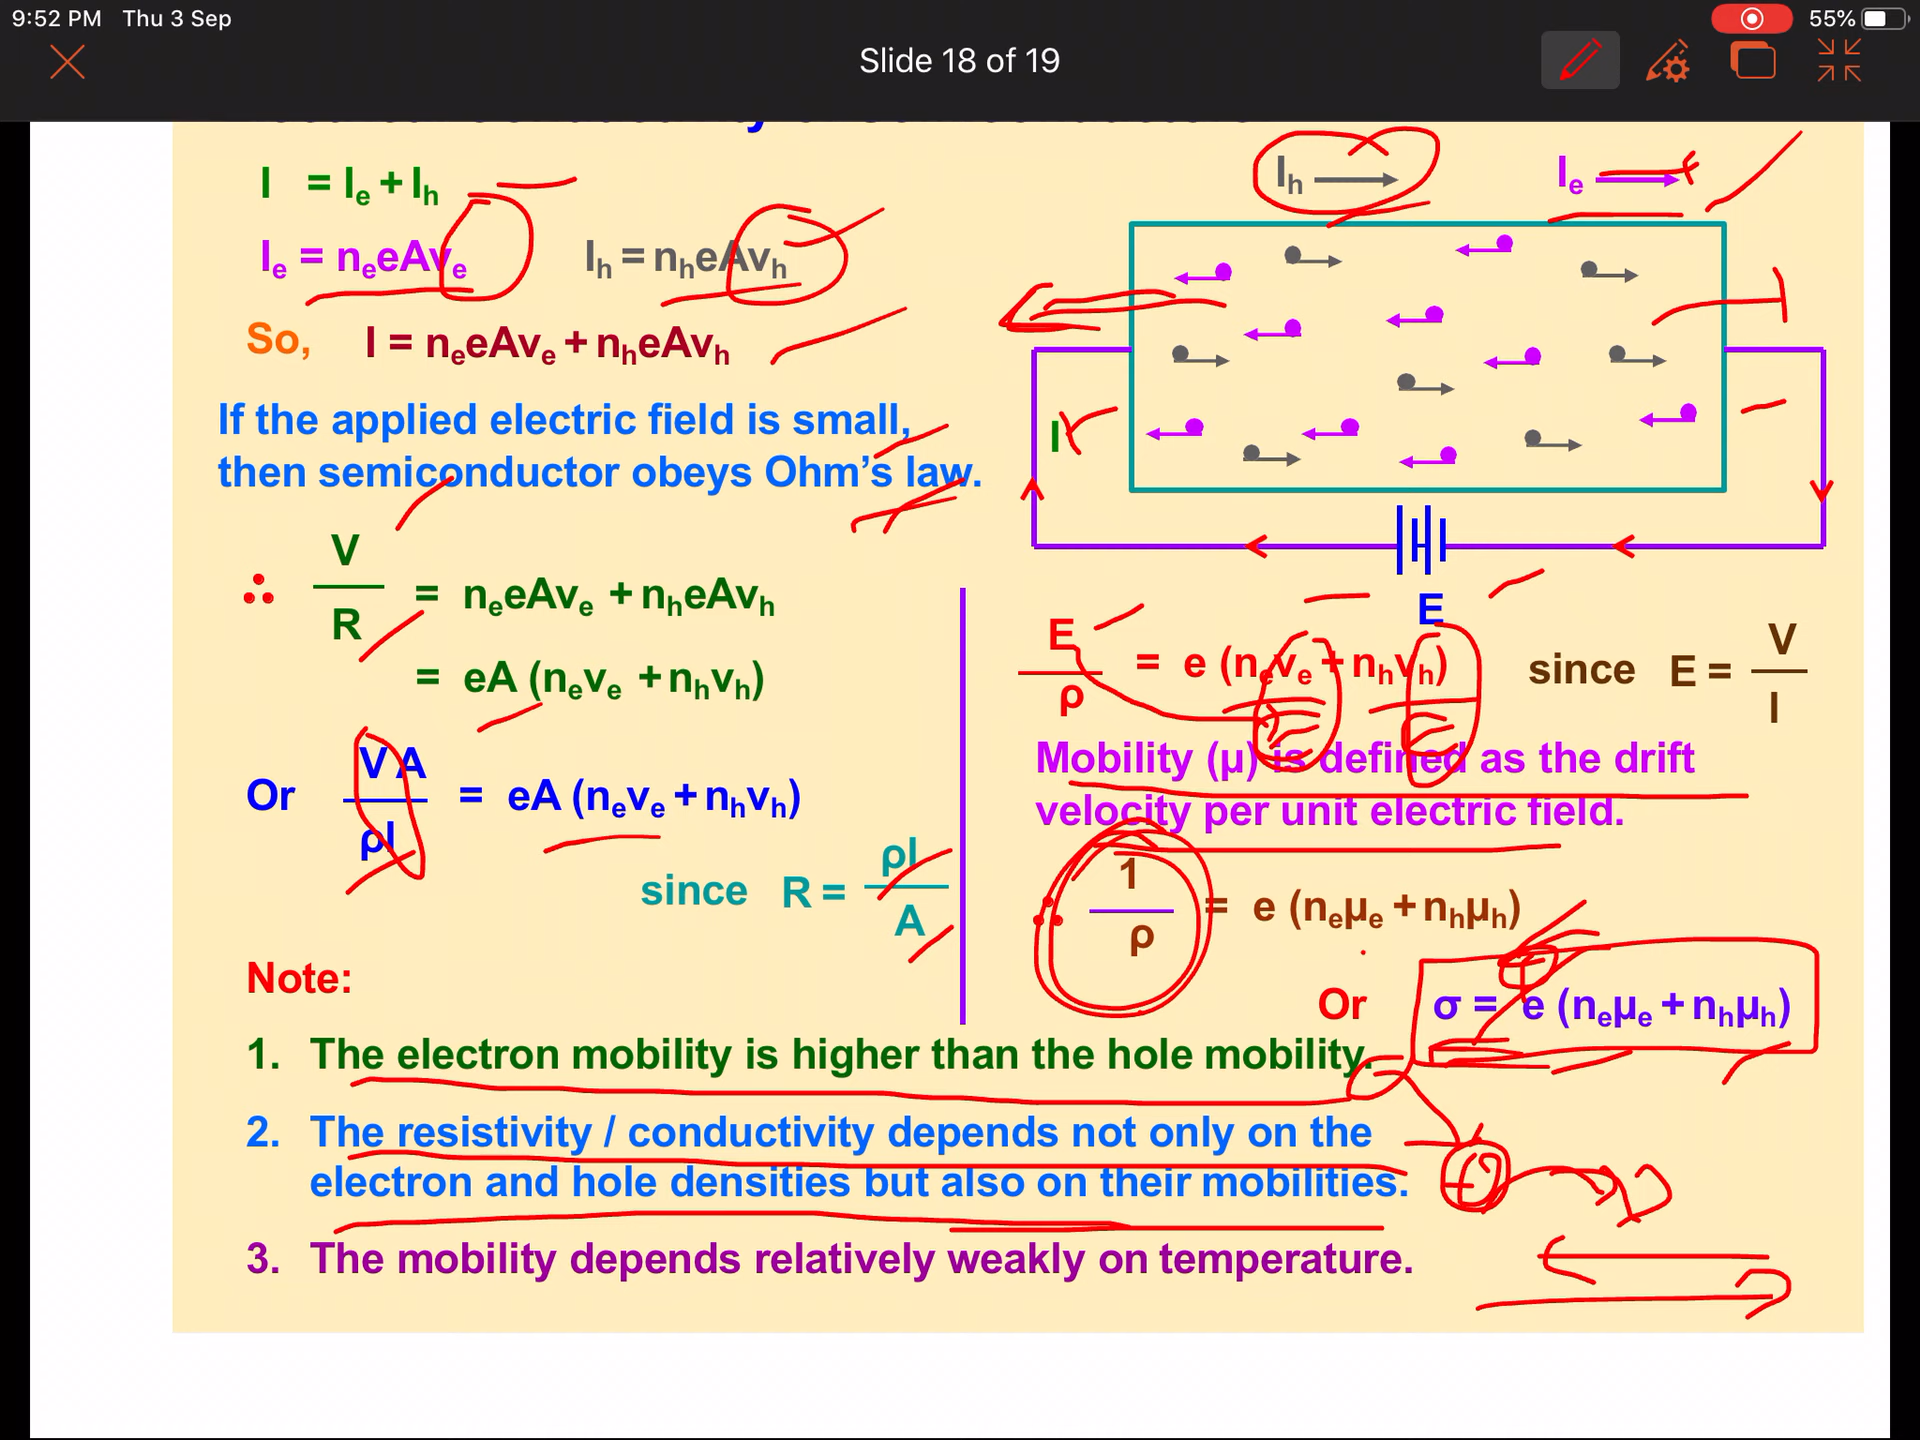 9:52 PM Thu 3 Sep
55%
Slide 18 of 19
I = Ie + Ih
Ie = neeAve
Ih = nheAvh
So, I = neeAve + nheAvh
If the applied electric field is small,
then semiconductor obeys Ohm’s law.
∴ V/R = neeAve + nheAvh
= eA (neve + nhvh)
Or VA/ρl = eA (neve + nhvh)
since R = ρl/A
Ih
Ie
I
E
E/ρ = e (neve + nhvh) since E = V/l
Mobility (μ) is defined as the drift
velocity per unit electric field.
∴ 1/ρ = e (neμe + nhμh)
Or σ = e (neμe + nhμh)
Note:
1. The electron mobility is higher than the hole mobility.
2. The resistivity / conductivity depends not only on the
electron and hole densities but also on their mobilities.
3. The mobility depends relatively weakly on temperature.